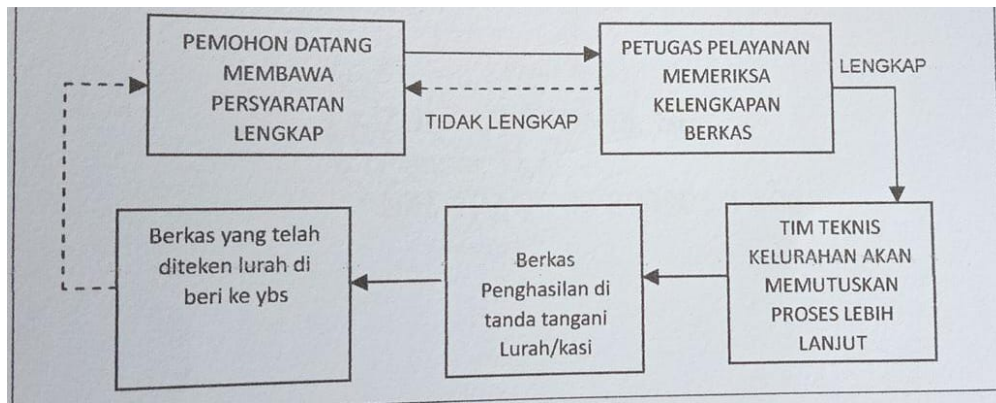 PEMOHON DATANG
MEMBAWA
PERSYARATAN
LENGKAP
TIDAK LENGKAP
PETUGAS PELAYANAN
MEMERIKSA
KELENGKAPAN
BERKAS
LENGKAP
TIM TEKNIS
KELURAHAN AKAN
MEMUTUSKAN
PROSES LEBIH
LANJUT
Berkas
Penghasilan di
tanda tangani
Lurah/kasi
Berkas yang telah
diteken lurah di
beri ke ybs